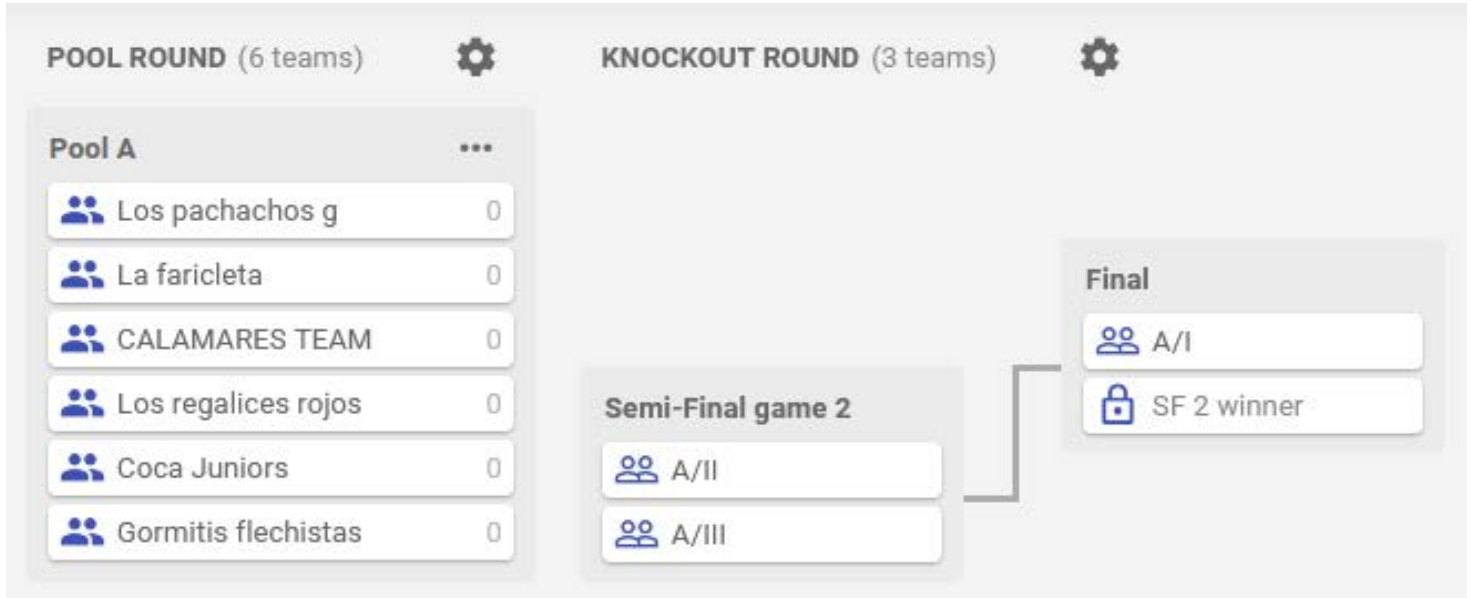 POOL ROUND (6 teams)
Pool A
Los pachachos g 0
La faricleta 0
CALAMARES TEAM 0
Los regalices rojos 0
Coca Juniors 0
Gormitis flechistas 0
KNOCKOUT ROUND (3 teams)
Semi-Final game 2
A/II
A/III
Final
A/I
SF 2 winner